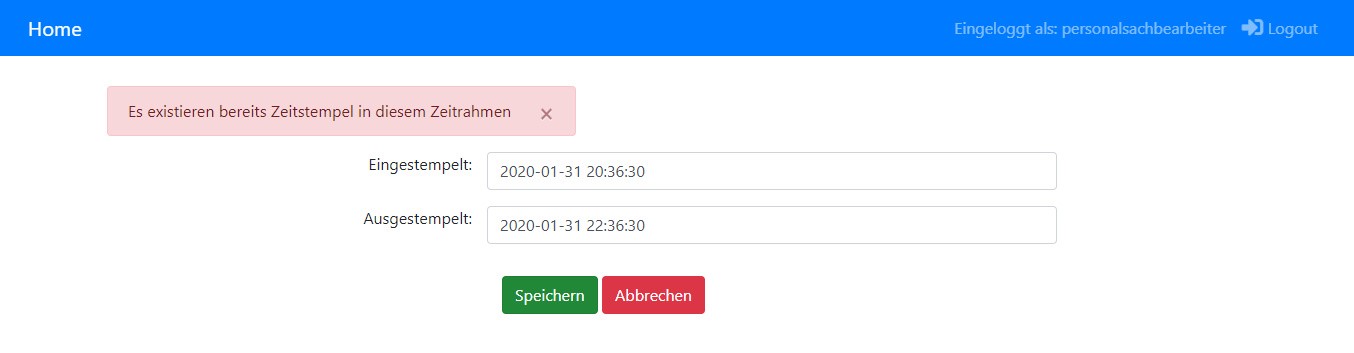 Home
Eingeloggt als: personalsachbearbeiter Logout
Es existieren bereits Zeitstempel in diesem Zeitrahmen ×
Eingestempelt: 2020-01-31 20:36:30
Ausgestempelt: 2020-01-31 22:36:30
Speichern Abbrechen